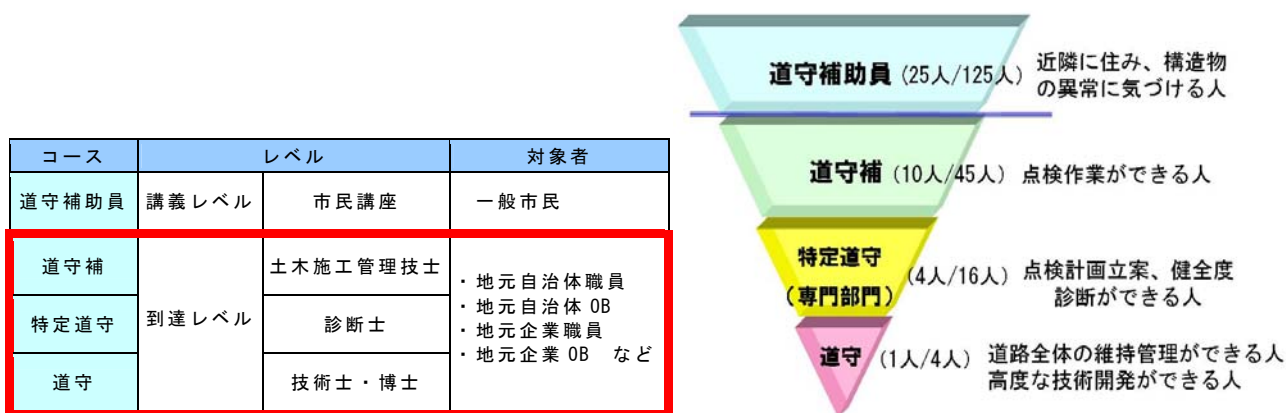 コース レベル 対象者
道守補助員 講義レベル 市民講座 一般市民
道守補 到達レベル 土木施工管理技士
特定道守 診断士
道守 技術士・博士
・地元自治体職員
・地元自治体OB
・地元企業職員
・地元企業OB など
道守補助員(25人/125人) 近隣に住み、構造物
の異常に気づける人
道守補(10人/45人) 点検作業ができる人
特定道守
(専門部門)
(4人/16人) 点検計画立案、健全度
診断ができる人
道守(1人/4人) 道路全体の維持管理ができる人
高度な技術開発ができる人